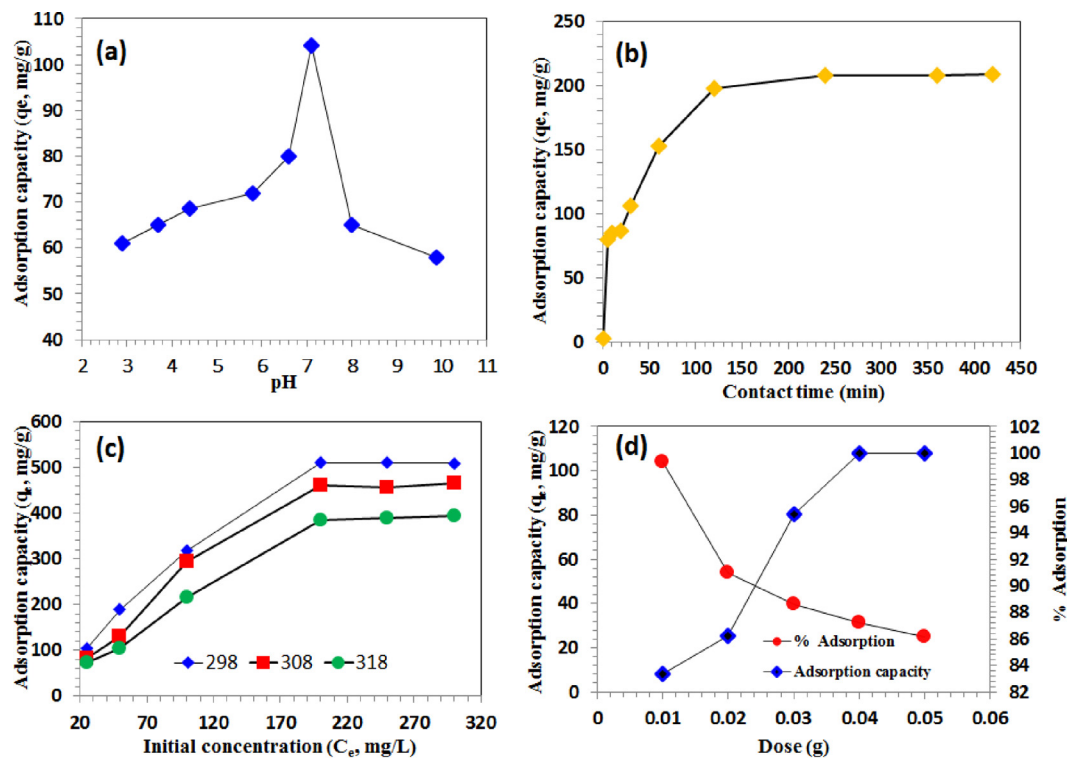 (a)
Adsorption capacity (qe, mg/g)
110
100
90
80
70
60
50
40
2 3 4 5 6 7 8 9 10 11
pH
(b)
Adsorption capacity (qe, mg/g)
250
200
150
100
50
0
0 50 100 150 200 250 300 350 400 450
Contact time (min)
(c)
Adsorption capacity (qe, mg/g)
600
500
400
300
200
100
0
298 308 318
20 70 120 170 220 270 320
Initial concentration (Ce, mg/L)
(d)
Adsorption capacity (qe, mg/g)
120
100
80
60
40
20
0
102
100
98
96
94
92
90
88
86
84
82
% Adsorption
% Adsorption
Adsorption capacity
0 0.01 0.02 0.03 0.04 0.05 0.06
Dose (g)